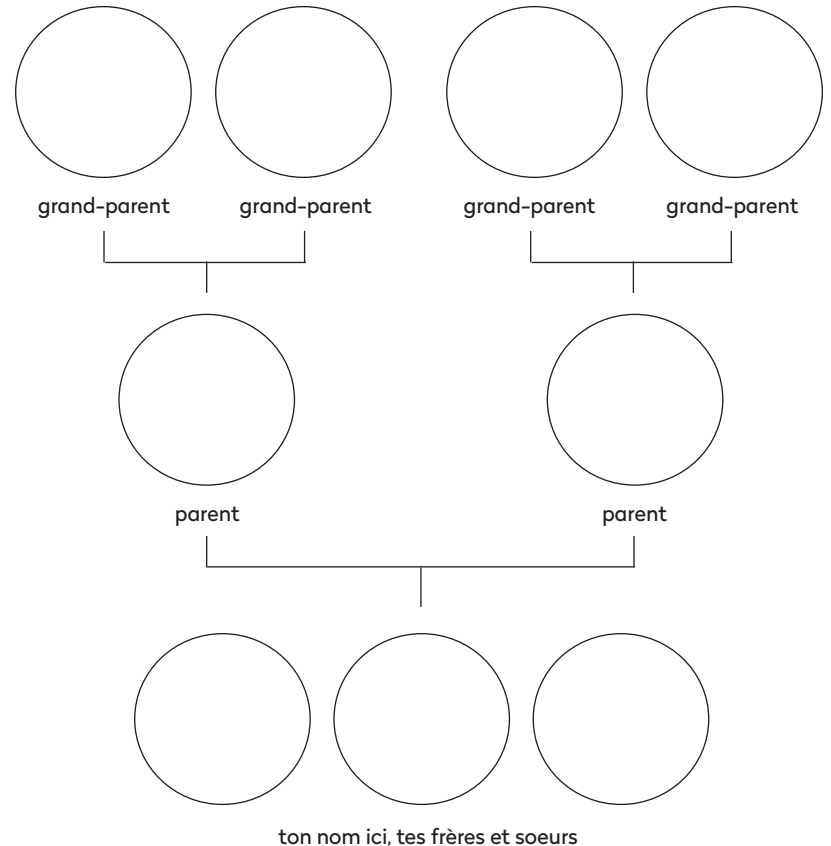 grand-parent grand-parent grand-parent grand-parent
parent parent
ton nom ici, tes frères et soeurs